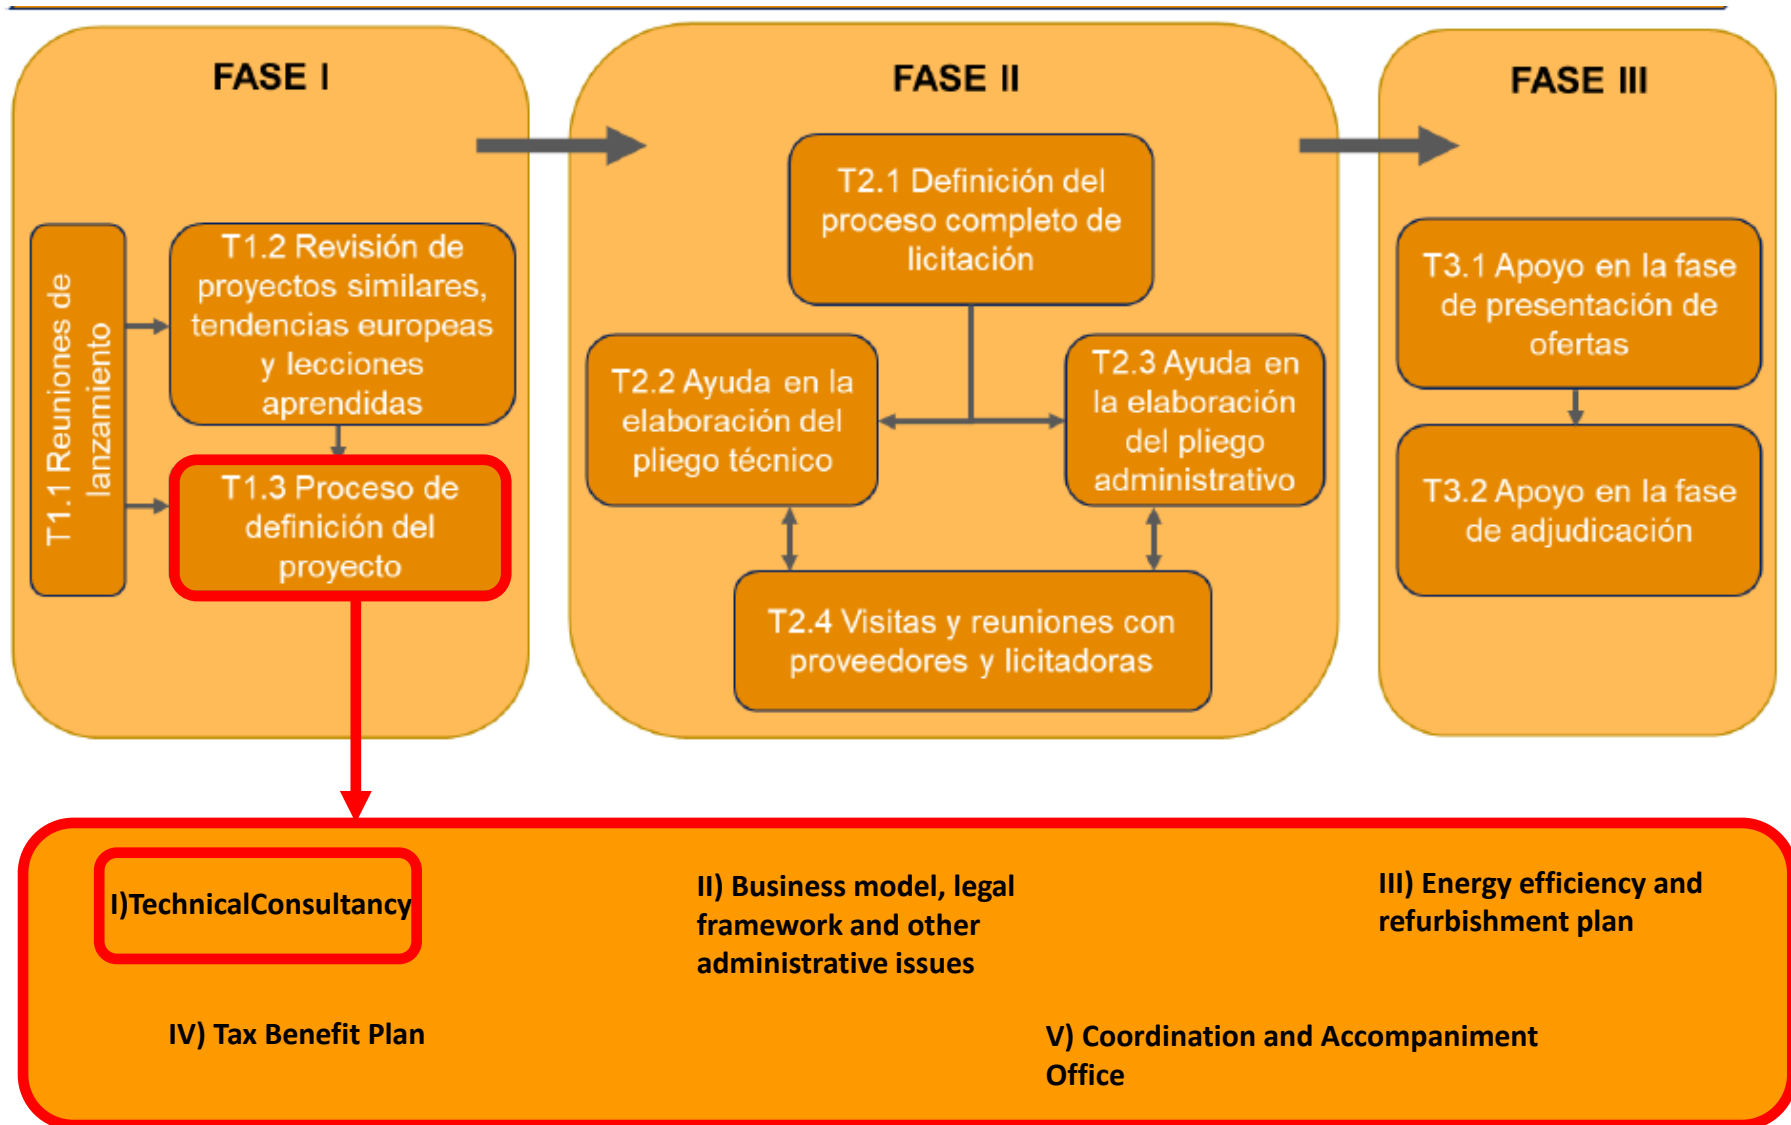 FASE I
T1.1 Reuniones de
lanzamiento
T1.2 Revisión de
proyectos similares,
tendencias europeas
y lecciones
aprendidas
T1.3 Proceso de
definición del
proyecto
FASE II
T2.1 Definición del
proceso completo de
licitación
T2.2 Ayuda en la
elaboración del
pliego técnico
T2.3 Ayuda en
la elaboración
del pliego
administrativo
T2.4 Visitas y reuniones con
proveedores y licitadoras
FASE III
T3.1 Apoyo en la fase
de presentación de
ofertas
T3.2 Apoyo en la fase
de adjudicación
I)TechnicalConsultancy
II) Business model, legal
framework and other
administrative issues
III) Energy efficiency and
refurbishment plan
IV) Tax Benefit Plan
V) Coordination and Accompaniment
Office